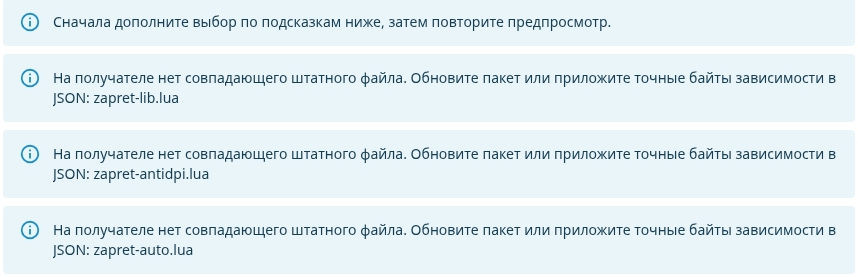 Сначала дополните выбор по подсказкам ниже, затем повторите предпросмотр.
На получателе нет совпадающего штатного файла. Обновите пакет или приложите точные байты зависимости в
JSON: zapret-lib.lua
На получателе нет совпадающего штатного файла. Обновите пакет или приложите точные байты зависимости в
JSON: zapret-antidpi.lua
На получателе нет совпадающего штатного файла. Обновите пакет или приложите точные байты зависимости в
JSON: zapret-auto.lua